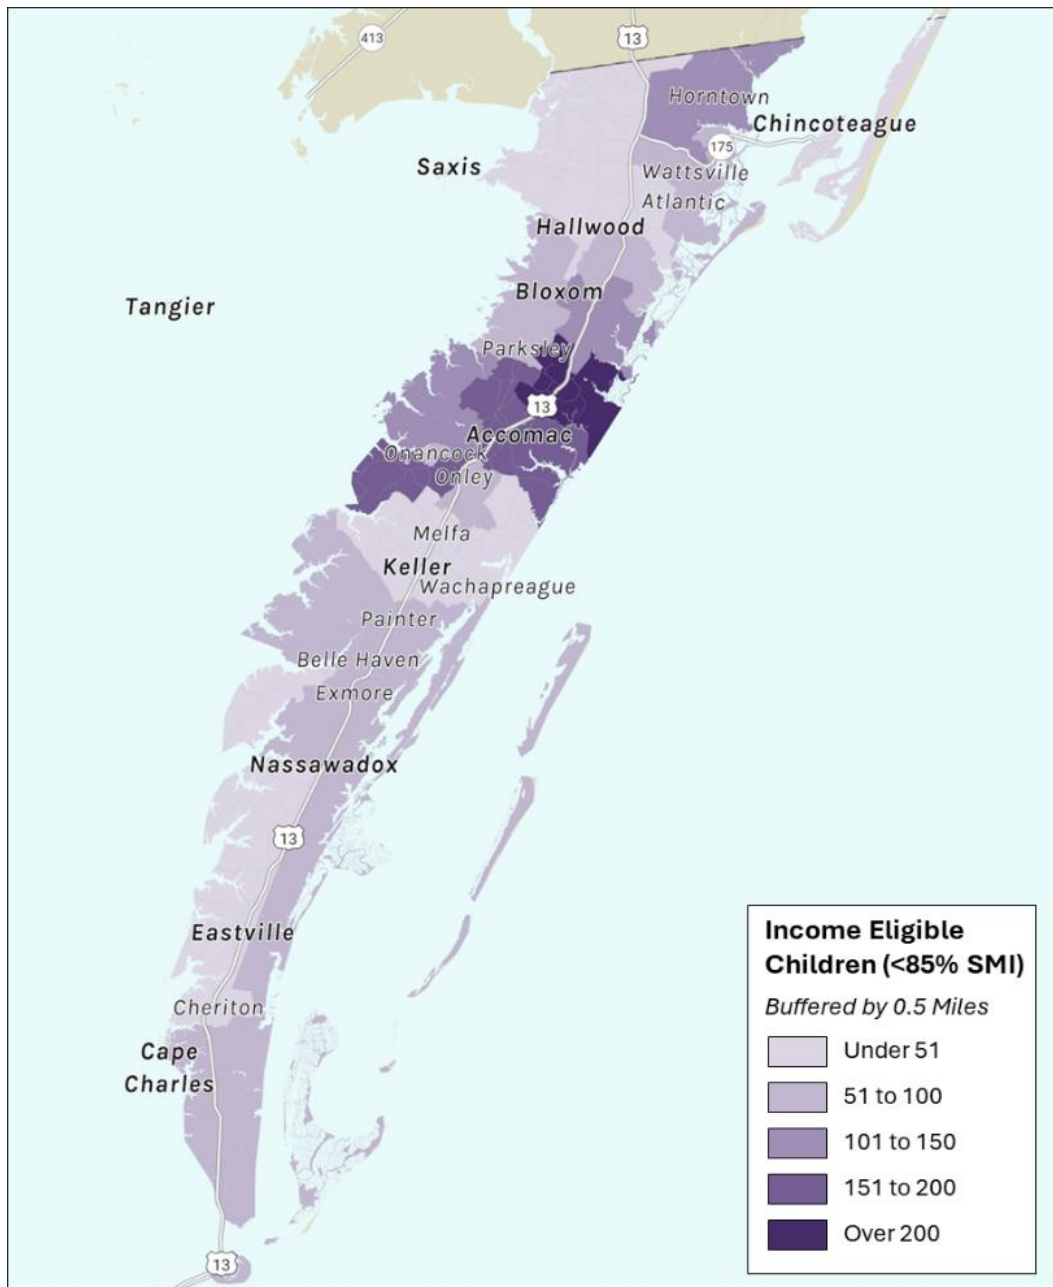 413
13
Horntown
Chincoteague
175
Saxis
Wattsville
Atlantic
Hallwood
Bloxom
Tangier
Parksley
13
Accomac
Onancock
Onley
Melfa
Keller
Wachapreague
Painter
Belle Haven
Exmore
Nassawadox
13
Eastville
Cheriton
Cape
Charles
13
Income Eligible
Children (<85% SMI)
Buffered by 0.5 Miles
Under 51
51 to 100
101 to 150
151 to 200
Over 200